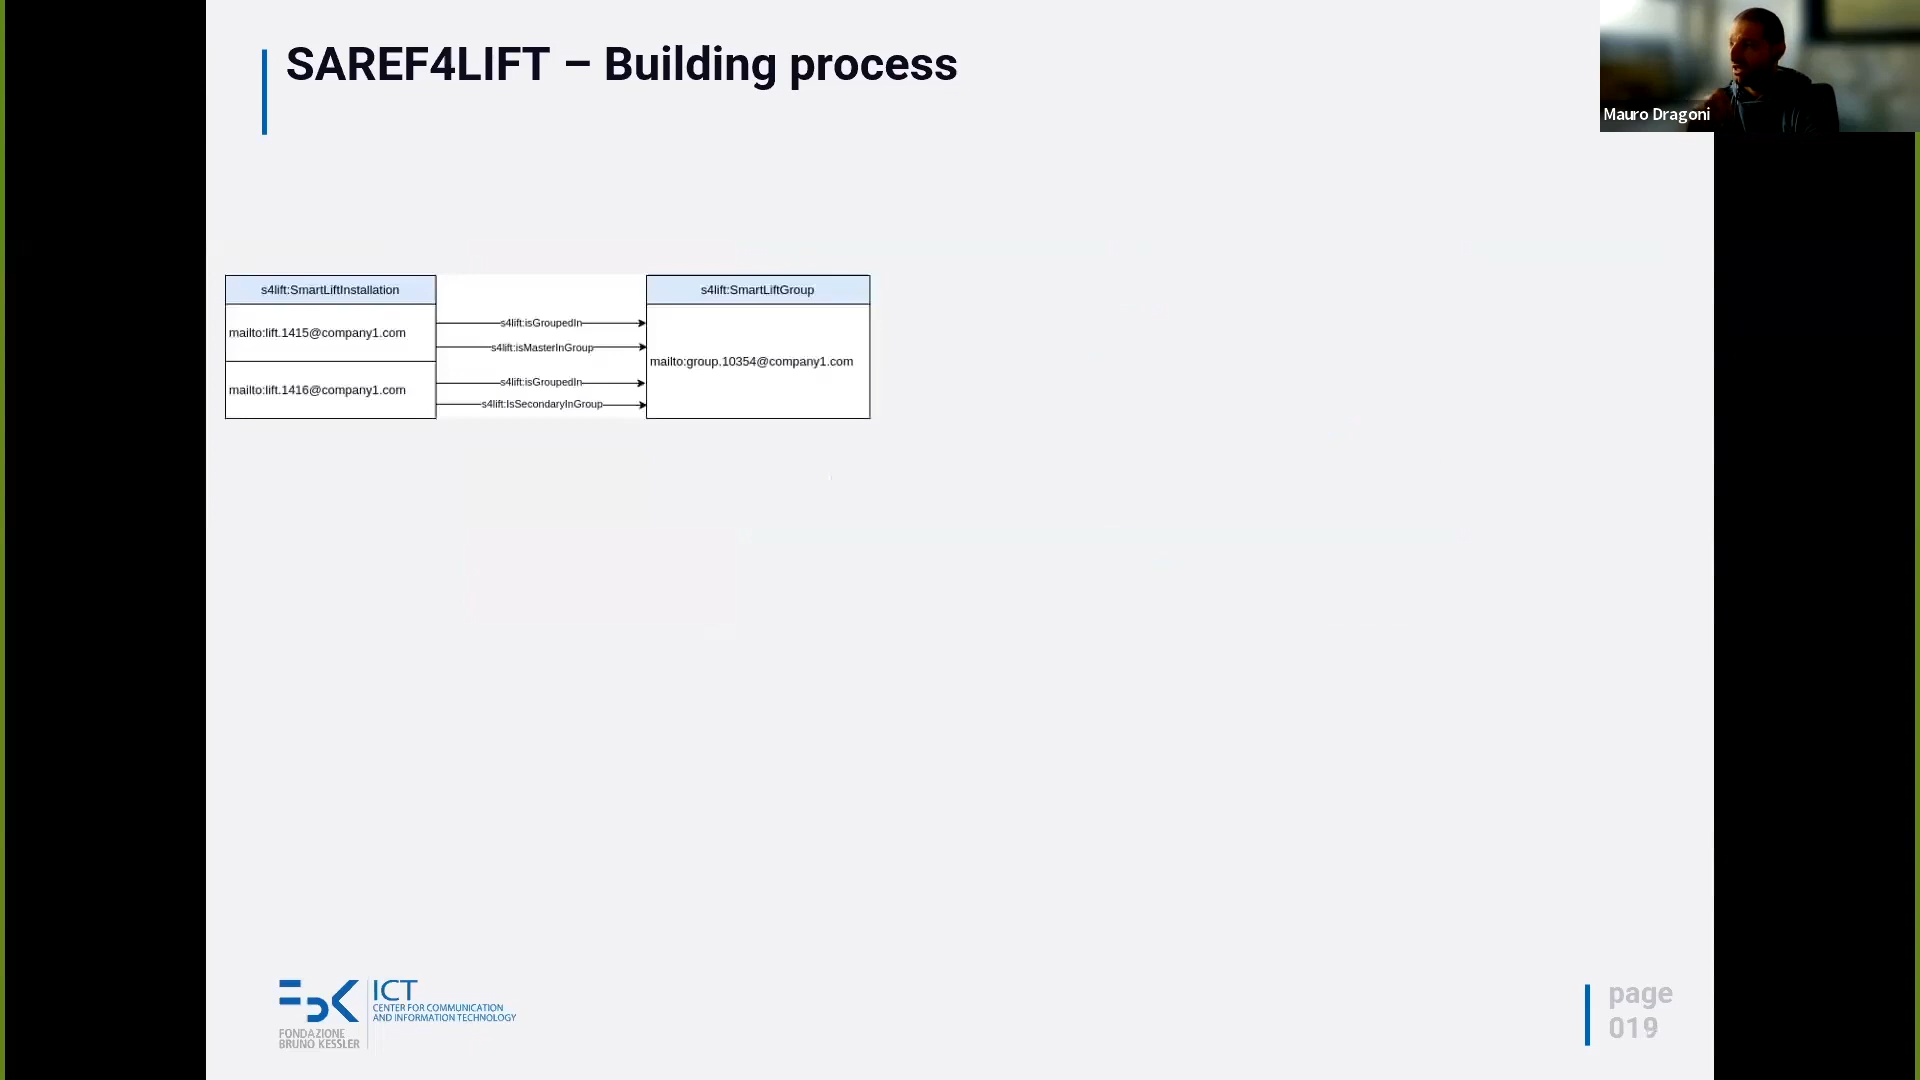 SAREF4LIFT – Building process
Mauro Dragoni
s4lift:SmartLiftInstallation
s4lift:SmartLiftGroup
mailto:lift.1415@company1.com
s4lift:isGroupedIn
s4lift:isMasterInGroup
mailto:group.10354@company1.com
mailto:lift.1416@company1.com
s4lift:isGroupedIn
s4lift:IsSecondaryInGroup
FBK
FONDAZIONE
BRUNO KESSLER
ICT
CENTER FOR COMMUNICATION
AND INFORMATION TECHNOLOGY
page
019